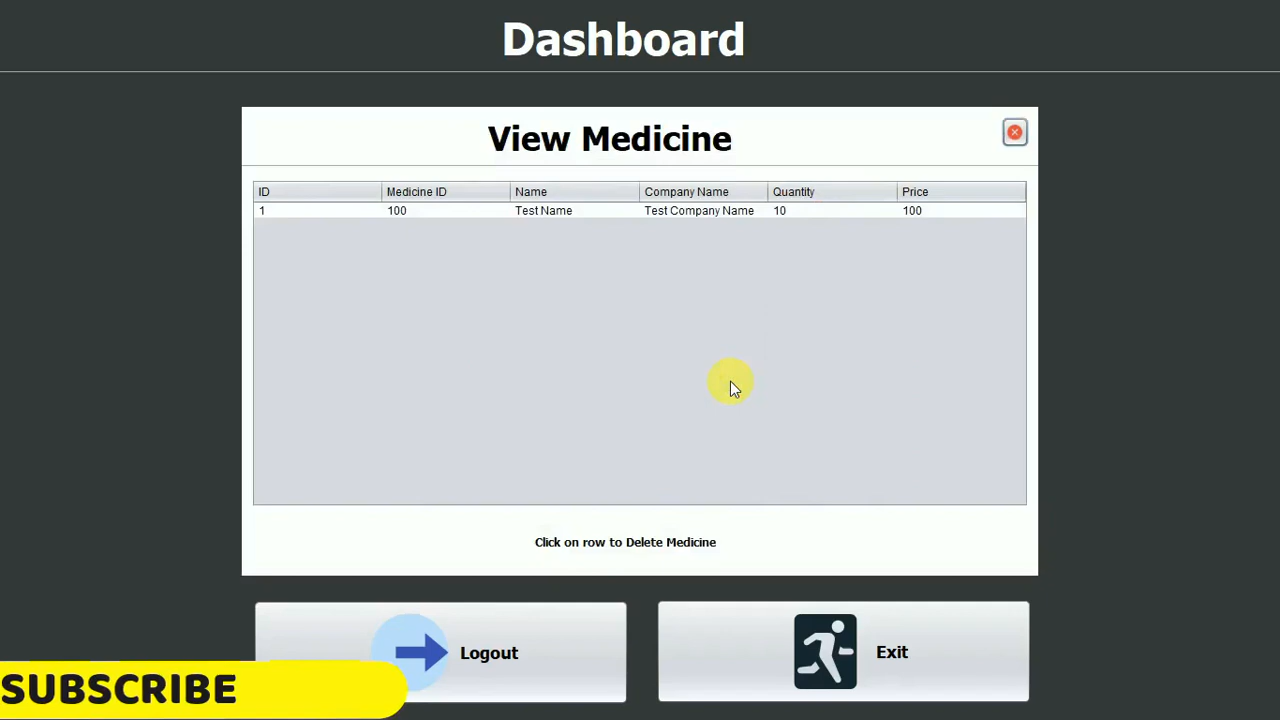 Dashboard
View Medicine
ID Medicine ID Name Company Name Quantity Price
1 100 Test Name Test Company Name 10 100
Click on row to Delete Medicine
Logout Exit
SUBSCRIBE